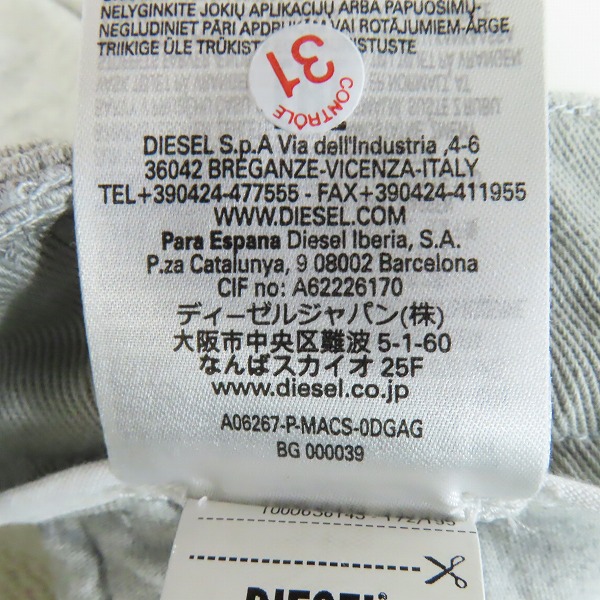 NELYGINKITE JOKIŲ APLIKACIJŲ ARBA PAPUOSIMŲ-
NEGLUDINIET PĀRI APDRUKĀM VAI ROTĀJUMIEM-ÄRGE
TRIIKIGE ÜLE TRÜKISTUSTE
CONTRÔLE
31
DIESEL S.p.A Via dell'Industria ,4-6
36042 BREGANZE-VICENZA-ITALY
TEL+390424-477555 - FAX+390424-411955
WWW.DIESEL.COM
Para Espana Diesel Iberia, S.A.
P.za Catalunya, 9 08002 Barcelona
CIF no: A62226170
ディーゼルジャパン(株)
大阪市中央区難波 5-1-60
なんばスカイオ 25F
www.diesel.co.jp
A06267-P-MACS-0DGAG
BG 000039
DIESEL®